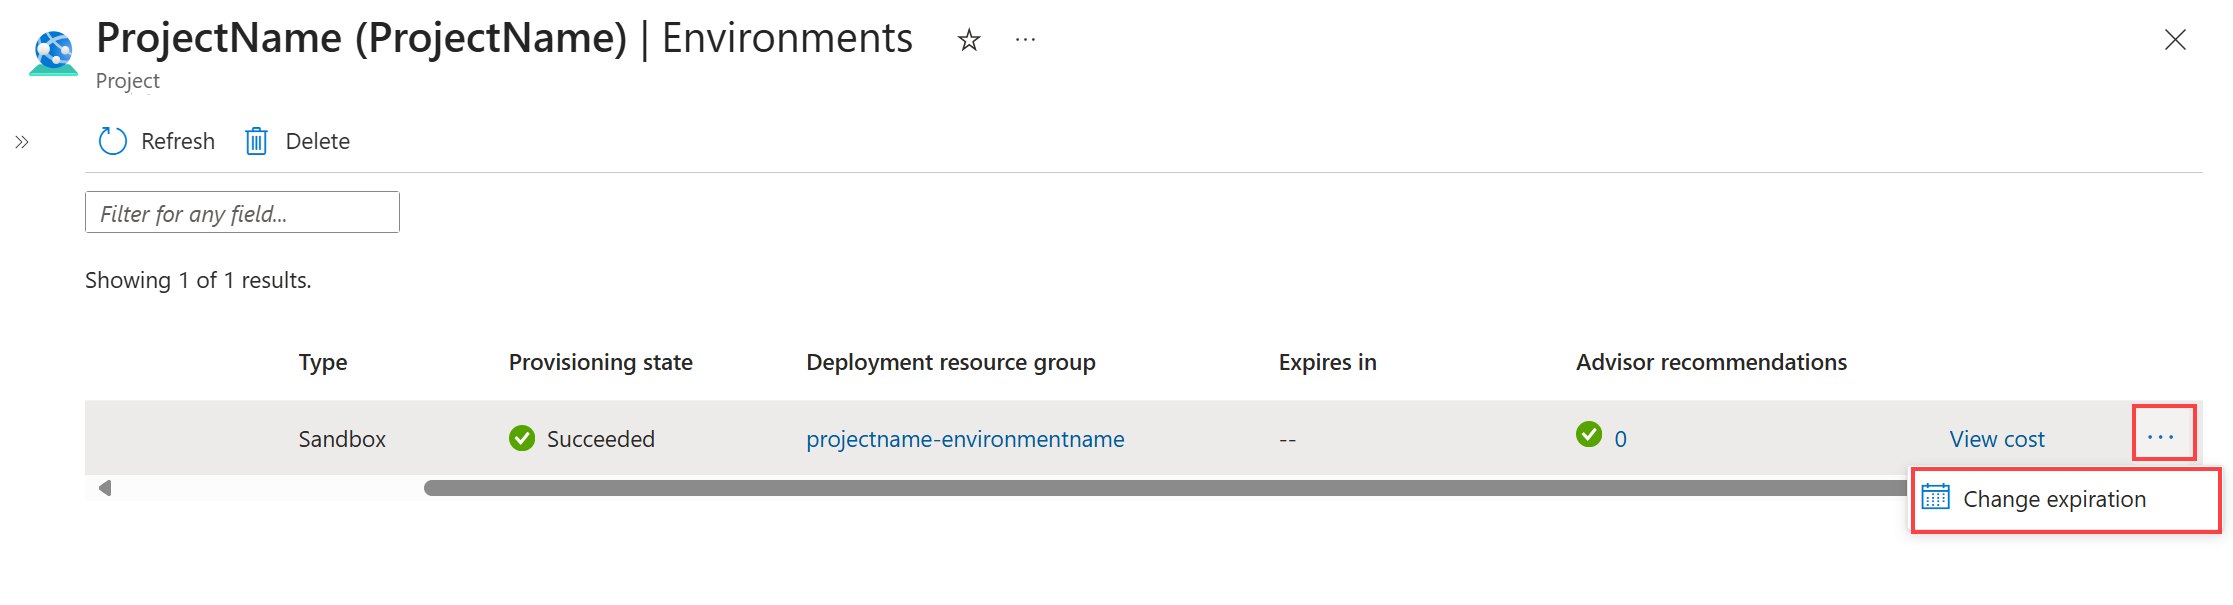 ProjectName (ProjectName) | Environments
Project
Refresh Delete
Filter for any field...
Showing 1 of 1 results.
Type Provisioning state Deployment resource group Expires in Advisor recommendations
Sandbox Succeeded projectname-environmentname -- 0 View cost
Change expiration